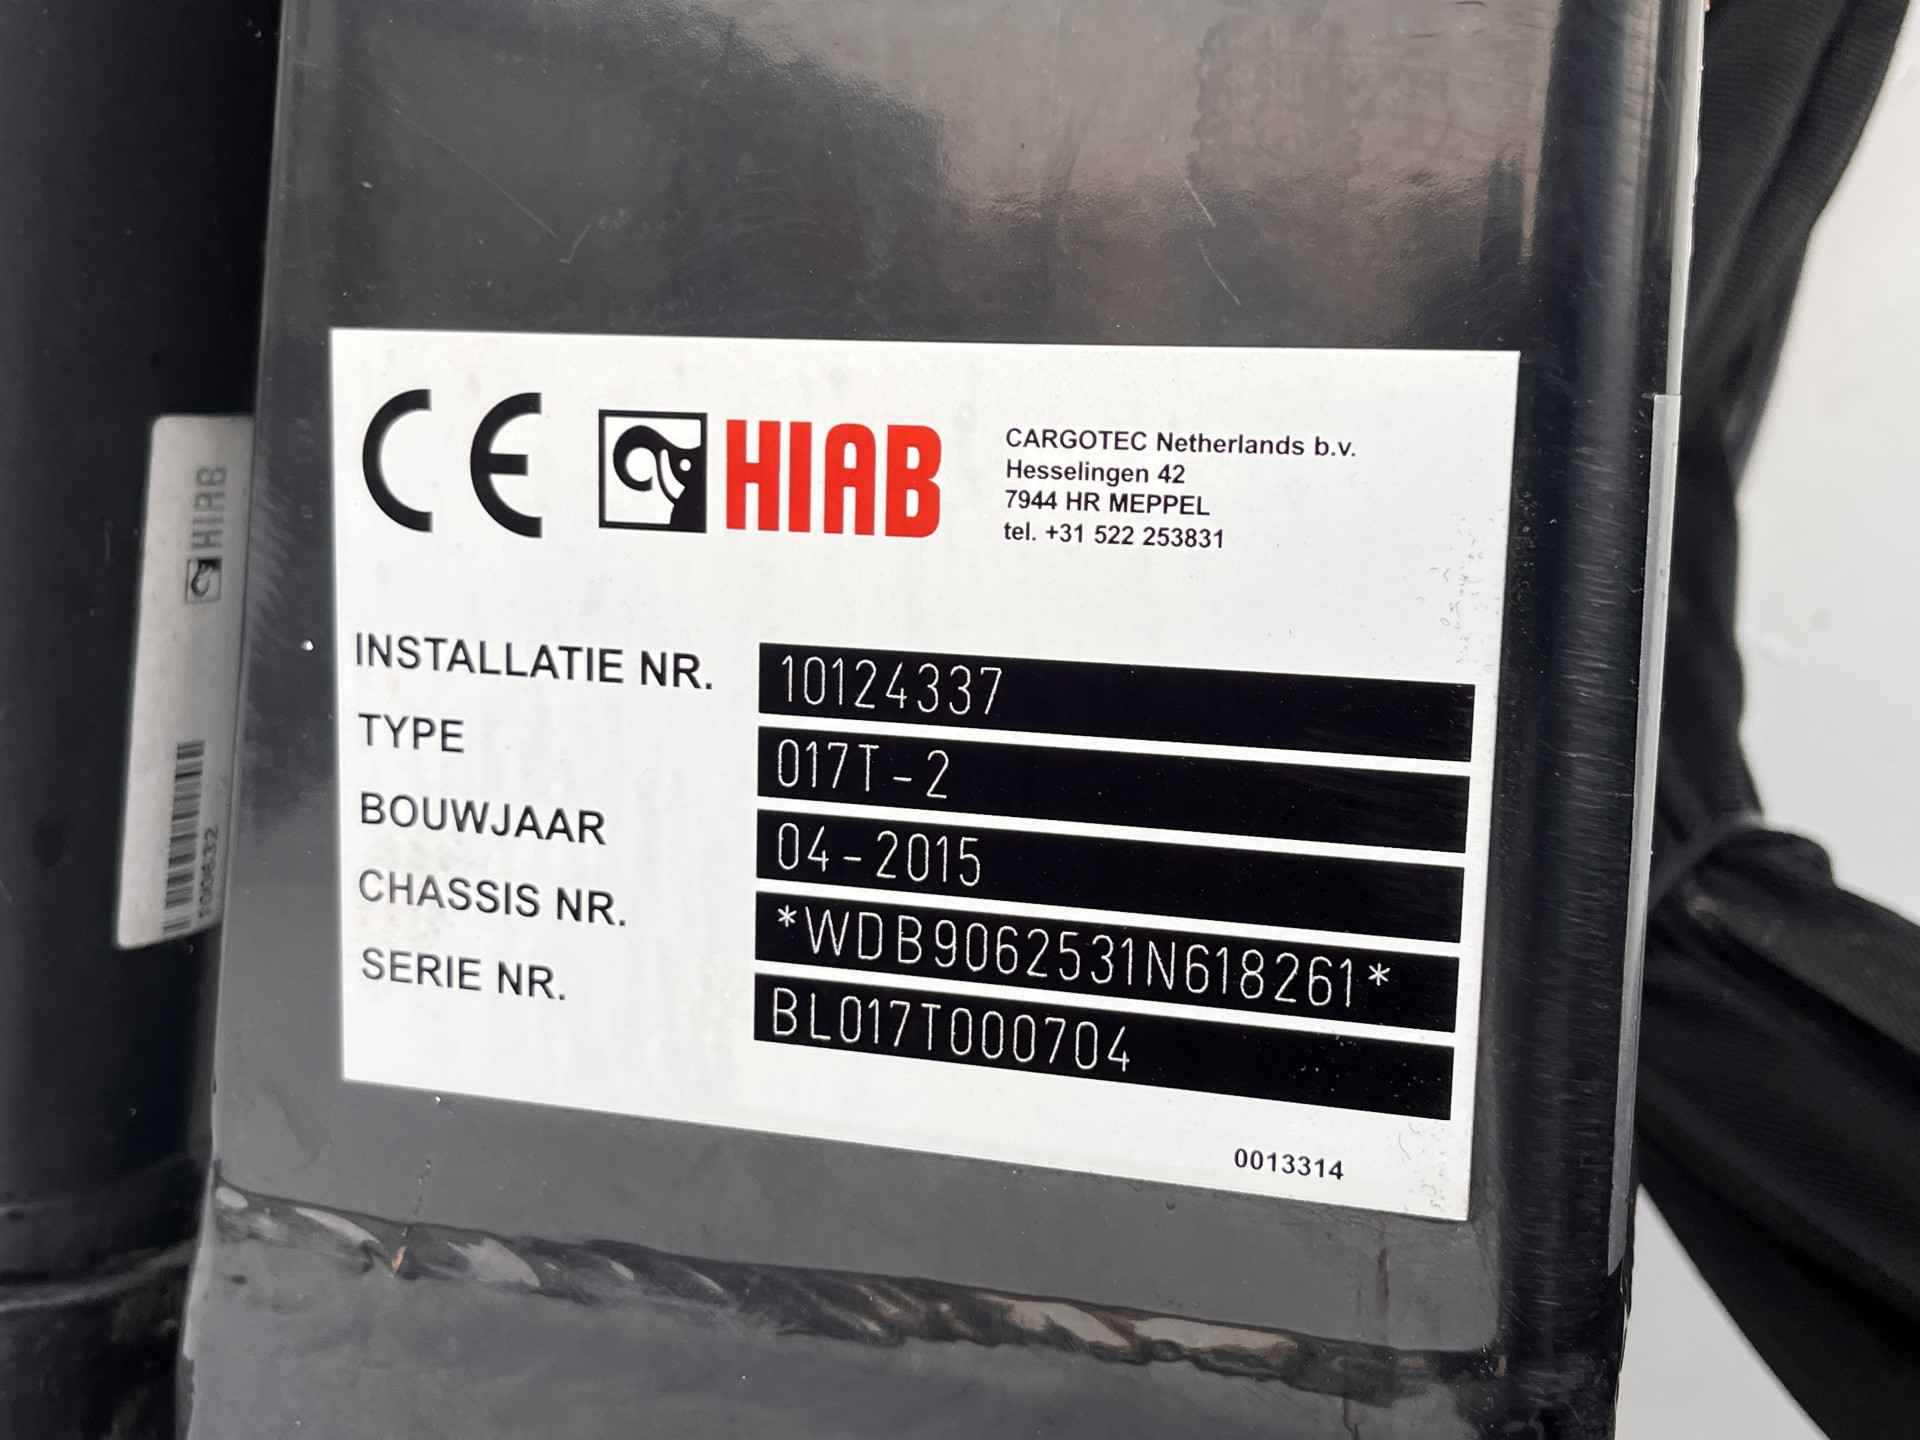 CE HIAB
CARGOTEC Netherlands b.v.
Hesselingen 42
7944 HR MEPPEL
tel. +31 522 253831
INSTALLATIE NR. 10124337
TYPE 017T-2
BOUWJAAR 04-2015
CHASSIS NR. *WDB9062531N618261*
SERIE NR. BL017T000704
0013314
HIAB